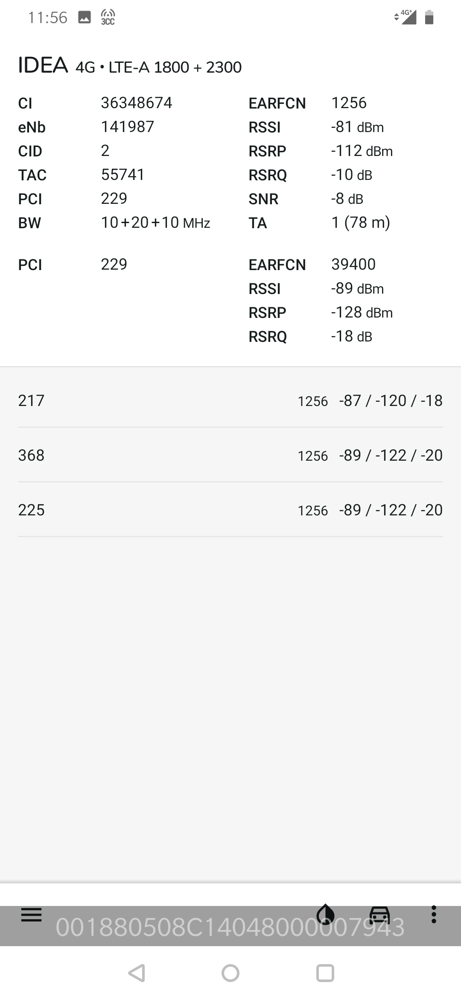 11:56 3CC 4G+
IDEA 4G • LTE-A 1800 + 2300
CI 36348674 EARFCN 1256
eNb 141987 RSSI -81 dBm
CID 2 RSRP -112 dBm
TAC 55741 RSRQ -10 dB
PCI 229 SNR -8 dB
BW 10+20+10 MHz TA 1 (78 m)
PCI 229 EARFCN 39400
RSSI -89 dBm
RSRP -128 dBm
RSRQ -18 dB
217 1256 -87 / -120 / -18
368 1256 -89 / -122 / -20
225 1256 -89 / -122 / -20
001880508C14048000007943